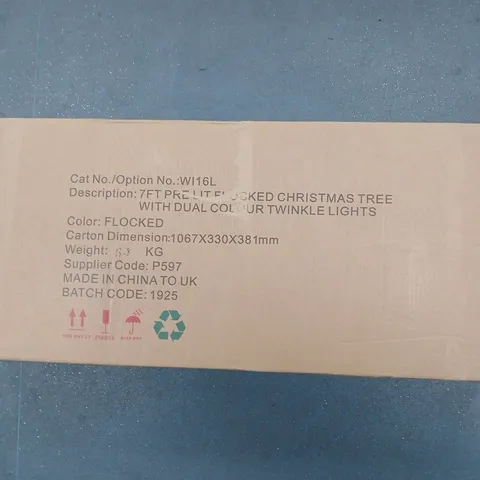 Cat No./Option No.:WI16L
Description: 7FT PRE LIT FLOCKED CHRISTMAS TREE
WITH DUAL COLOUR TWINKLE LIGHTS
Color: FLOCKED
Carton Dimension:1067X330X381mm
Weight: KG
Supplier Code: P597
MADE IN CHINA TO UK
BATCH CODE: 1925